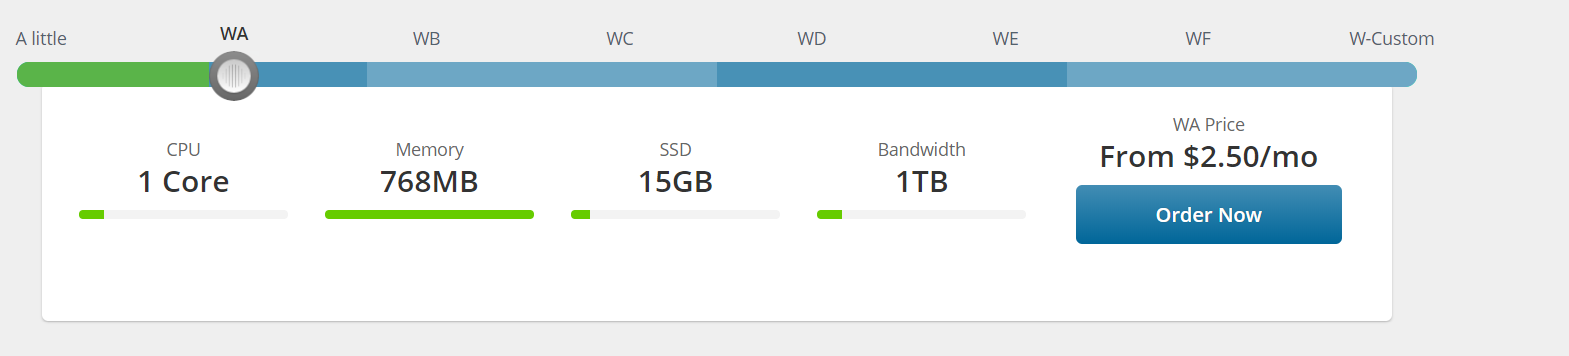 A little
WA
WB
WC
WD
WE
WF
W-Custom
CPU
1 Core
Memory
768MB
SSD
15GB
Bandwidth
1TB
WA Price
From $2.50/mo
Order Now